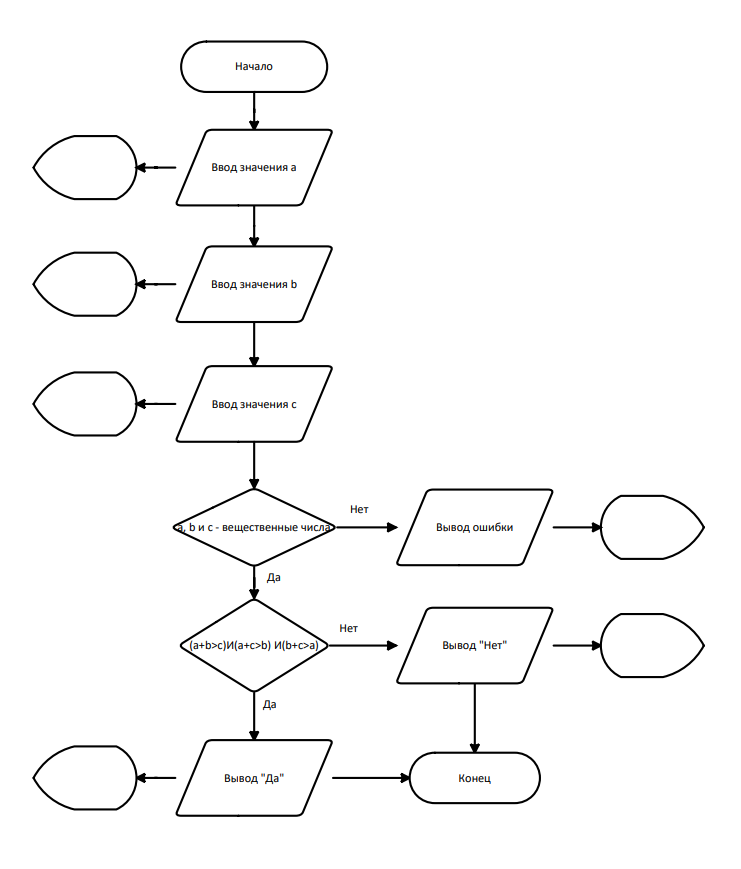 Начало
Ввод значения a
Ввод значения b
Ввод значения c
a, b и c - вещественные числа
Нет
Вывод ошибки
Да
(a+b>c)И(a+c>b) И(b+c>a)
Нет
Вывод "Нет"
Да
Вывод "Да"
Конец